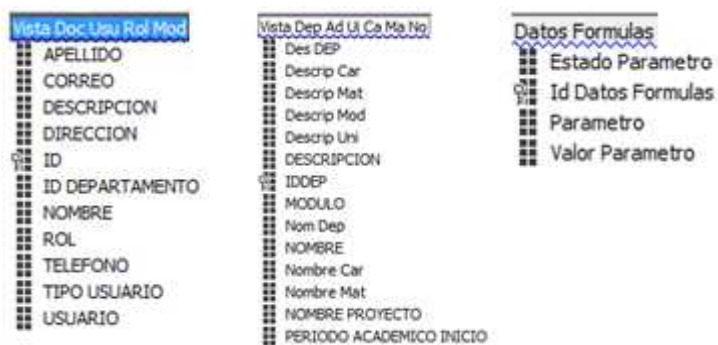 Vista Doc Usu Rol Mod
APELLIDO
CORREO
DESCRIPCION
DIRECCION
ID
ID DEPARTAMENTO
NOMBRE
ROL
TELEFONO
TIPO USUARIO
USUARIO
Vista Dep Ad Ul Ca Ma No
Des DEP
Descrip Car
Descrip Mat
Descrip Mod
Descrip Uni
DESCRIPCION
IDDEP
MODULO
Nom Dep
NOMBRE
Nombre Car
Nombre Mat
NOMBRE PROYECTO
PERIODO ACADEMICO INICIO
Datos Formulas
Estado Parametro
Id Datos Formulas
Parametro
Valor Parametro